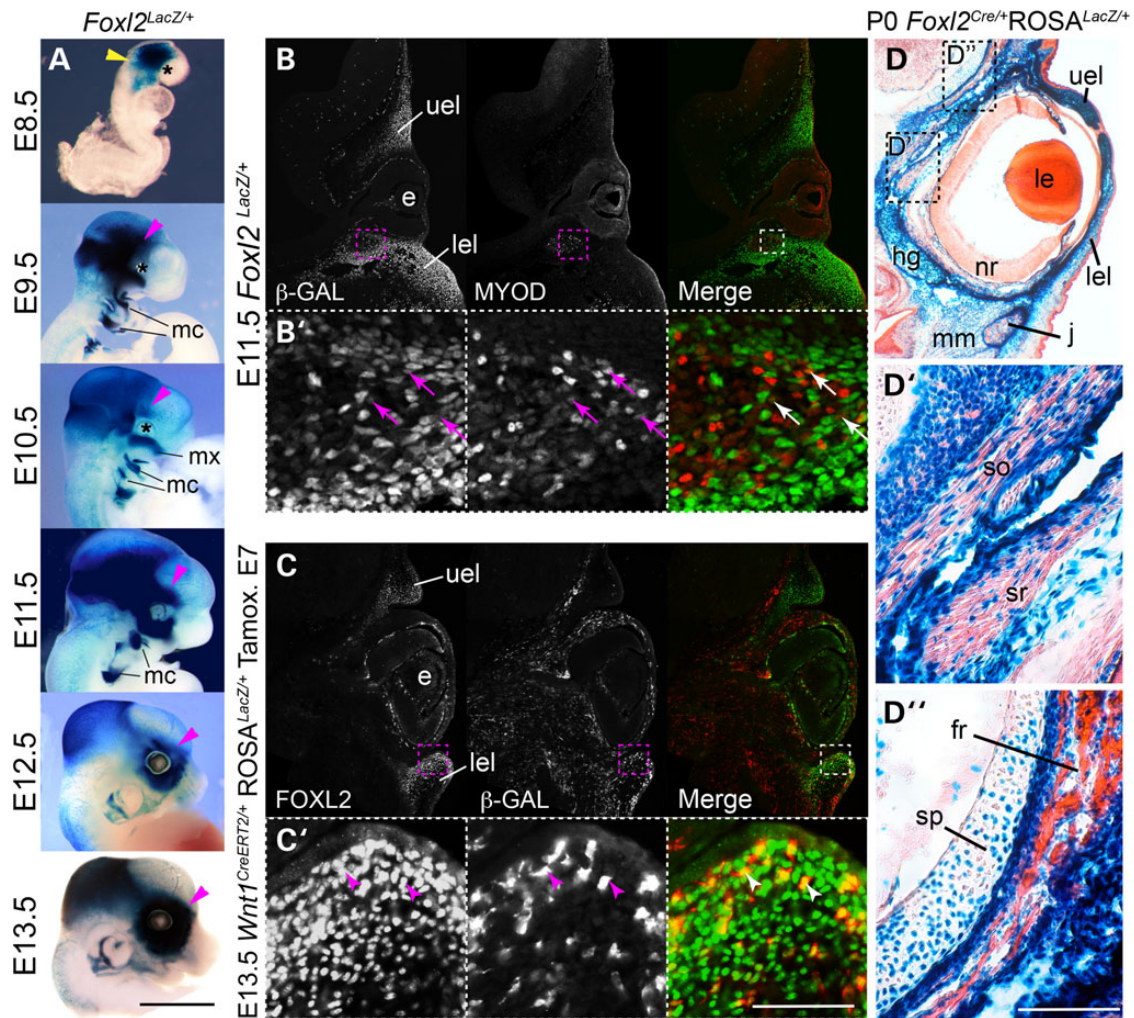 Foxl2LacZ/+
P0 Foxl2Cre/+ROSALacZ/+
A
E8.5
*
E9.5
*
mc
E10.5
*
mx
mc
E11.5
mc
E12.5
E13.5
E11.5 Foxl2 LacZ/+
B
uel
e
lel
β-GAL
MYOD
Merge
B'
E13.5 Wnt1CreERT2/+ ROSALacZ/+ Tamox. E7
C
uel
e
lel
FOXL2
β-GAL
Merge
C'
D
D''
uel
D'
le
hg
nr
lel
mm
j
D'
so
sr
D''
fr
sp